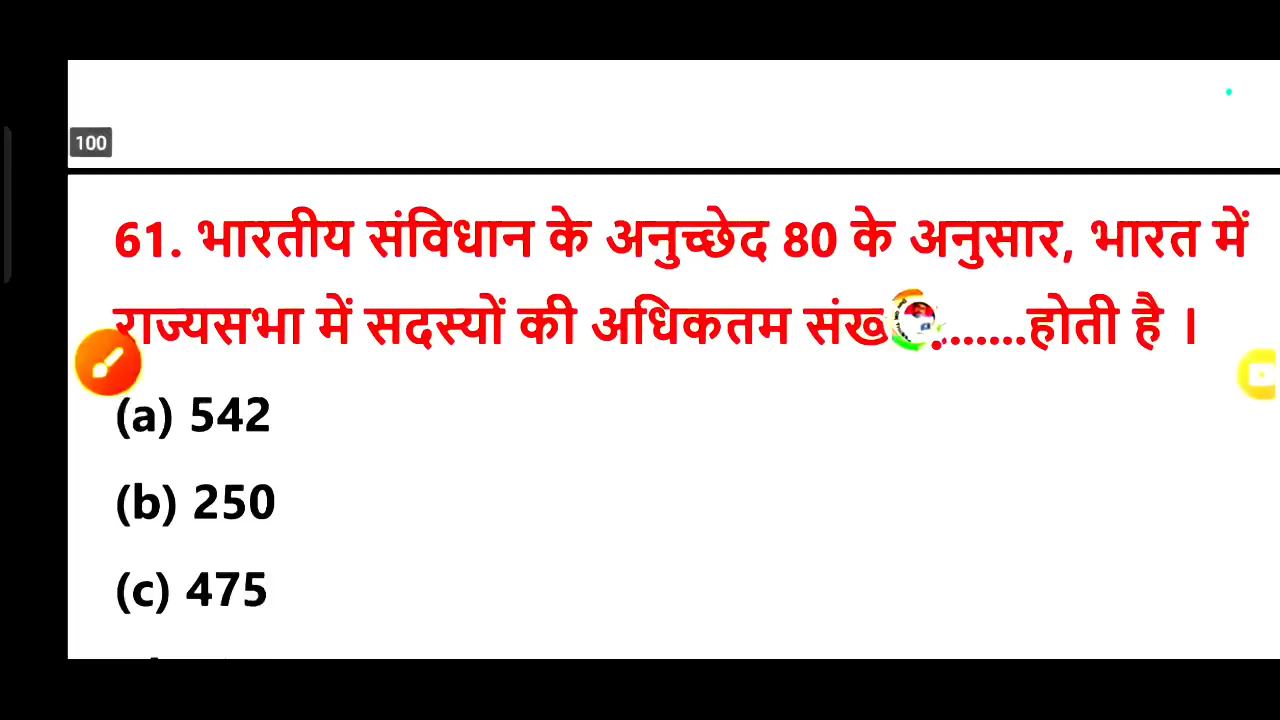 100
61. भारतीय संविधान के अनुच्छेद 80 के अनुसार, भारत में
राज्यसभा में सदस्यों की अधिकतम .......होती है ।
(a) 542
(b) 250
(c) 475